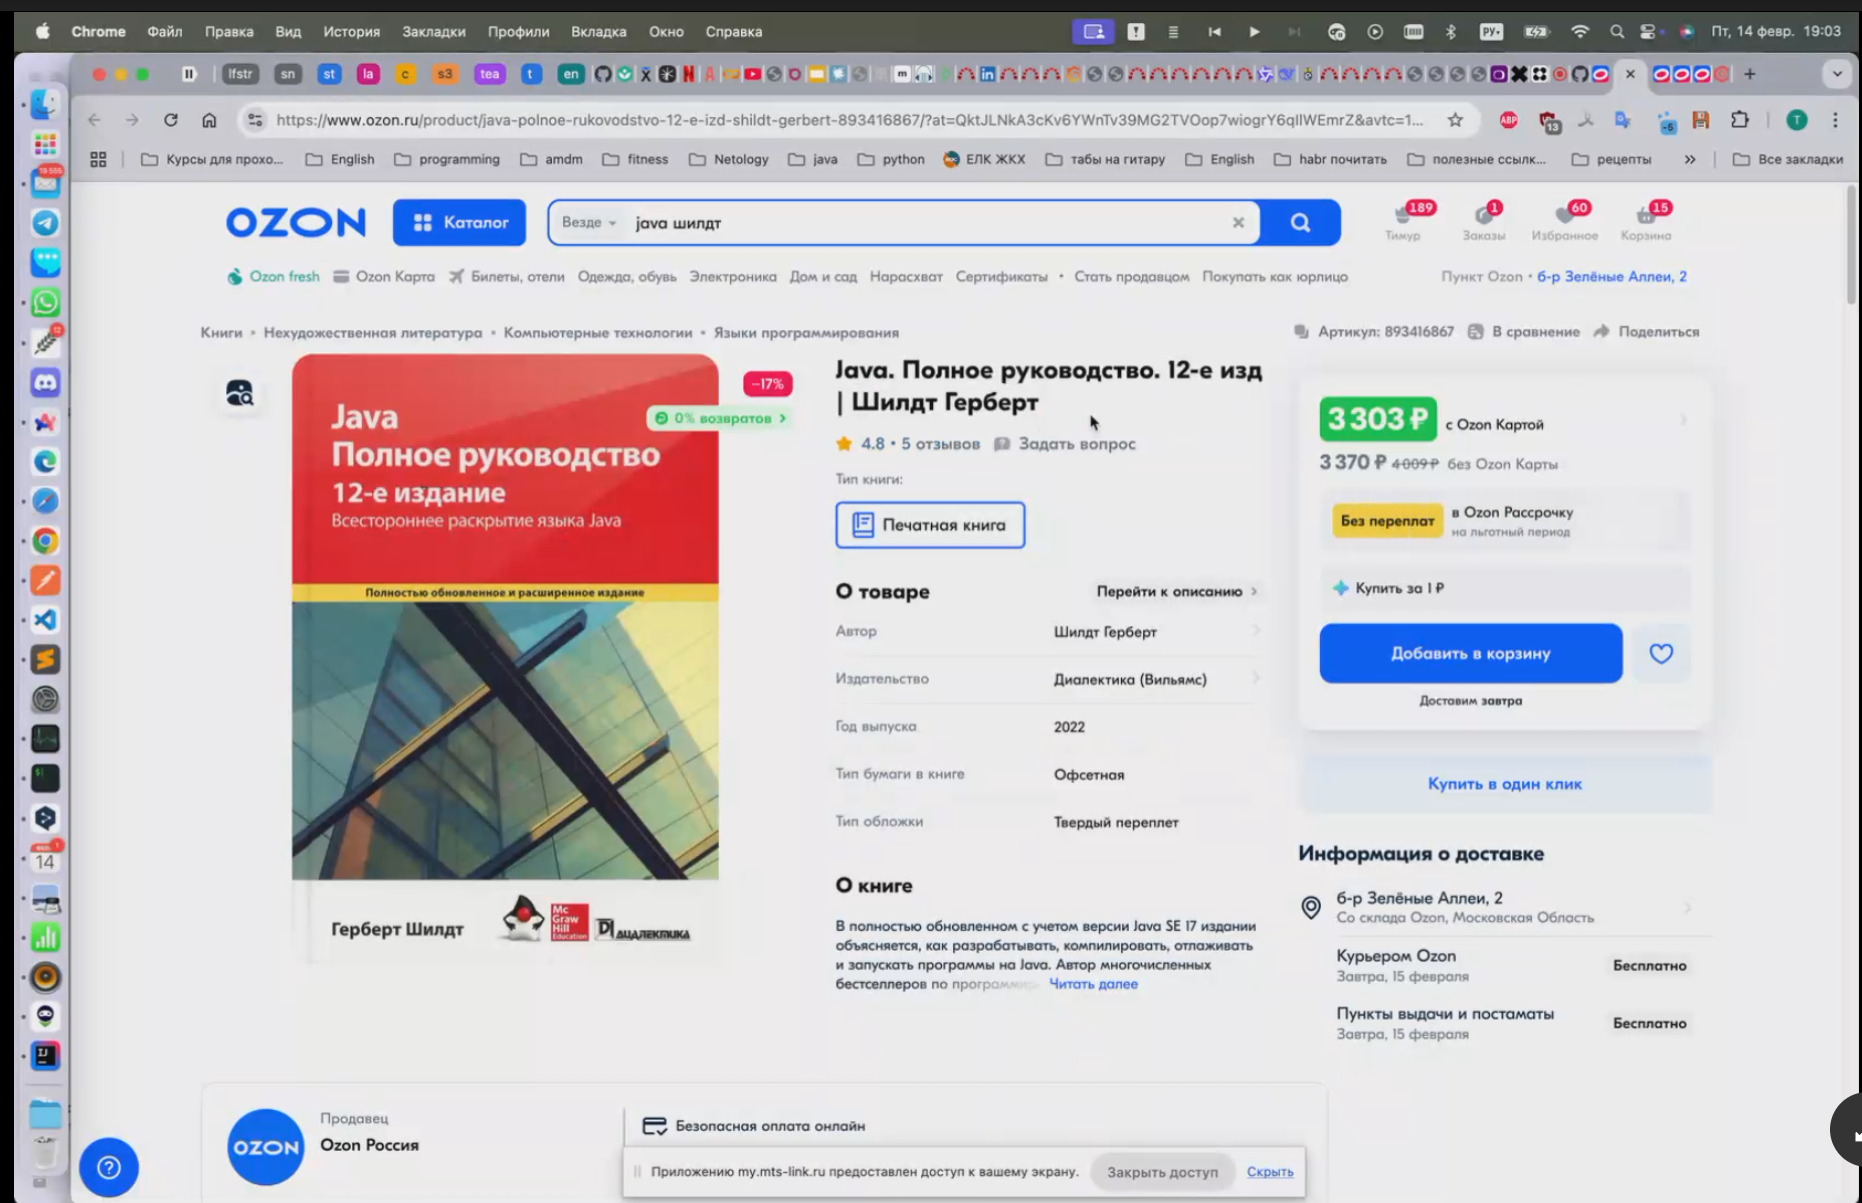 Chrome Файл Правка Вид История Закладки Профили Вкладка Окно Справка
РУ
Пт, 14 февр. 19:03
lfstr sn st la c s3 tea t en
https://www.ozon.ru/product/java-polnoe-rukovodstvo-12-e-izd-shildt-gerbert-893416867/?at=QktJLNkA3cKv6YWnTv39MG2TVOop7wiogrY6qIIWEmrZ&avtc=1...
ABP 13 -5 T
Курсы для прохо... English programming amdm fitness Netology java python ЕЛК ЖКХ табы на гитару English habr почитать полезные ссылк... рецепты » Все закладки
OZON
Каталог
Везде java шилдт
189 1 60 15
Тимур Заказы Избранное Корзина
Ozon fresh Ozon Карта Билеты, отели Одежда, обувь Электроника Дом и сад Нарасхват Сертификаты • Стать продавцом Покупать как юрлицо
Пункт Ozon • б-р Зелёные Аллеи, 2
Книги • Нехудожественная литература • Компьютерные технологии • Языки программирования
Артикул: 893416867 В сравнение Поделиться
–17%
0% возвратов >
Java
Полное руководство
12-е издание
Всестороннее раскрытие языка Java
Полностью обновленное и расширенное издание
Герберт Шилдт
Mc
Graw
Hill
Education
ДИАЛЕКТИКА
Java. Полное руководство. 12-е изд
| Шилдт Герберт
4.8 • 5 отзывов Задать вопрос
Тип книги:
Печатная книга
О товаре
Перейти к описанию >
Автор Шилдт Герберт
Издательство Диалектика (Вильямс)
Год выпуска 2022
Тип бумаги в книге Офсетная
Тип обложки Твердый переплет
О книге
В полностью обновленном с учетом версии Java SE 17 издании
объясняется, как разрабатывать, компилировать, отлаживать
и запускать программы на Java. Автор многочисленных
бестселлеров по Читать далее
3 303 ₽ с Ozon Картой
3 370 ₽ 4 009 ₽ без Ozon Карты
Без переплат
в Ozon Рассрочку
на льготный период
Купить за 1 ₽
Добавить в корзину
Доставим завтра
Купить в один клик
Информация о доставке
б-р Зелёные Аллеи, 2
Со склада Ozon, Московская Область
Курьером Ozon
Завтра, 15 февраля
Бесплатно
Пункты выдачи и постаматы
Завтра, 15 февраля
Бесплатно
OZON
Продавец
Ozon Россия
Безопасная оплата онлайн
Приложению my.mts-link.ru предоставлен доступ к вашему экрану.
Закрыть доступ
Скрыть
12
14
IJ